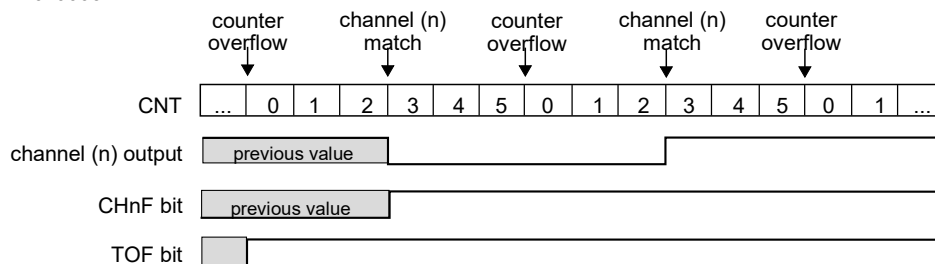 counter overflow
channel (n) match
counter overflow
channel (n) match
counter overflow
CNT ... 0 1 2 3 4 5 0 1 2 3 4 5 0 1 ...
channel (n) output previous value
CHnF bit previous value
TOF bit